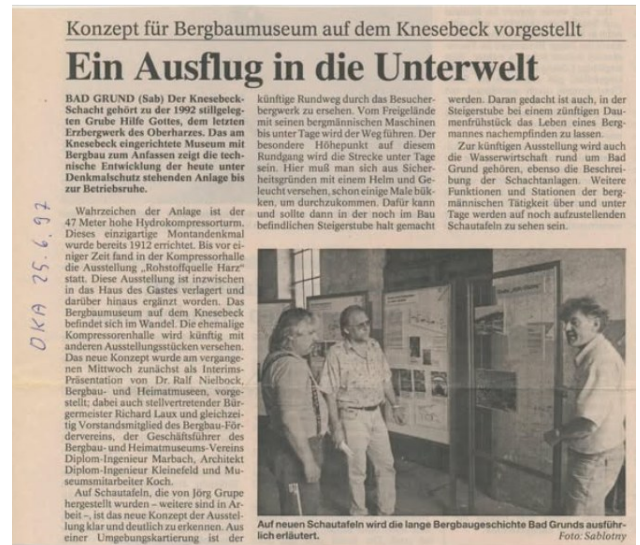 Konzept für Bergbaumuseum auf dem Knesebeck vorgestellt
Ein Ausflug in die Unterwelt
BAD GRUND (Sab) Der Knesebeck-
Schacht gehört zu der 1992 stillgeleg-
ten Grube Hilfe Gottes, dem letzten
Erzbergwerk des Oberharzes. Das am
Knesebeck eingerichtete Museum mit
Bergbau zum Anfassen zeigt die tech-
nische Entwicklung der heute unter
Denkmalschutz stehenden Anlage bis
zur Betriebsruhe.
Wahrzeichen der Anlage ist der
47 Meter hohe Hydrokompressorturm.
Dieses einzigartige Montandenkmal
wurde bereits 1912 errichtet. Bis vor ei-
niger Zeit fand in der Kompressorhalle
die Ausstellung „Rohstoffquelle Harz"
statt. Diese Ausstellung ist inzwischen
in das Haus des Gastes verlagert und
darüber hinaus ergänzt worden. Das
Bergbaumuseum auf dem Knesebeck
befindet sich im Wandel. Die ehemalige
Kompressorenhalle wird künftig mit
anderen Ausstellungsstücken versehen.
Das neue Konzept wurde am vergange-
nen Mittwoch zunächst als Interims-
Präsentation von Dr. Ralf Nielbock,
Bergbau- und Heimatmuseen, vorge-
stellt; dabei auch stellvertretender Bür-
germeister Richard Laux und gleichzei-
tig Vorstandsmitglied des Bergbau-För-
dervereins, der Geschäftsführer des
Bergbau- und Heimatmuseums-Vereins
Diplom-Ingenieur Marbach, Architekt
Diplom-Ingenieur Kleinefeld und Mu-
seumsmitarbeiter Koch.
Auf Schautafeln, die von Jörg Grupe
hergestellt wurden – weitere sind in Ar-
beit –, ist das neue Konzept der Ausstel-
lung klar und deutlich zu erkennen. Aus
einer Umgebungskartierung ist der
künftige Rundweg durch das Besucher-
bergwerk zu ersehen. Vom Freigelände
mit seinen bergmännischen Maschinen
bis unter Tage wird der Weg führen. Der
besondere Höhepunkt auf diesem
Rundgang wird die Strecke unter Tage
sein. Hier muß man sich aus Sicher-
heitsgründen mit einem Helm und Ge-
leucht versehen, schon einige Male bük-
ken, um durchzukommen. Dafür kann
und sollte dann in der noch im Bau
befindlichen Steigerstube halt gemacht
werden. Daran gedacht ist auch, in der
Steigerstube bei einem zünftigen Dau-
menfrühstück das Leben eines Berg-
mannes nachempfinden zu lassen.
Zur künftigen Ausstellung wird auch
die Wasserwirtschaft rund um Bad
Grund gehören, ebenso die Beschrei-
bung der Schachtanlagen. Weitere
Funktionen und Stationen der berg-
männischen Tätigkeit über und unter
Tage werden auf noch aufzustellenden
Schautafeln zu sehen sein.
Auf neuen Schautafeln wird die lange Bergbaugeschichte Bad Grunds ausführ-
lich erläutert. Foto: Sablotny
OKA 25.6.97